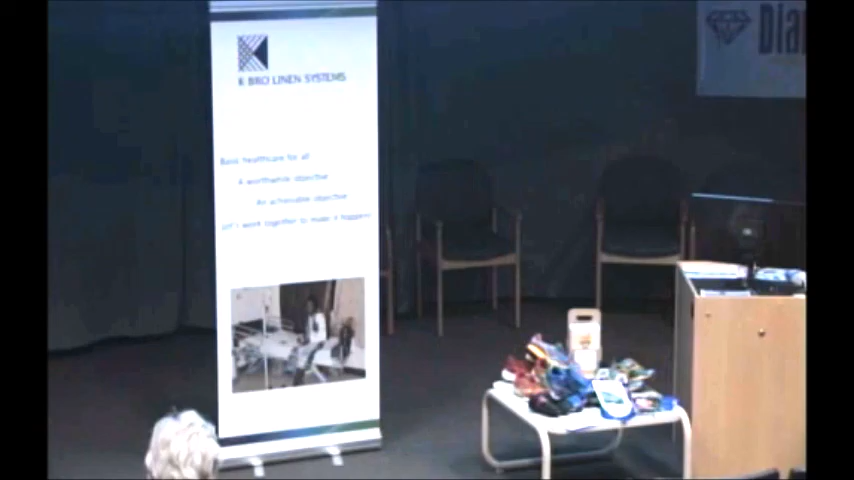 K BRO LINEN SYSTEMS
Basic healthcare for all
A worthwhile objective
An achievable objective
Let's work together to make it happen!